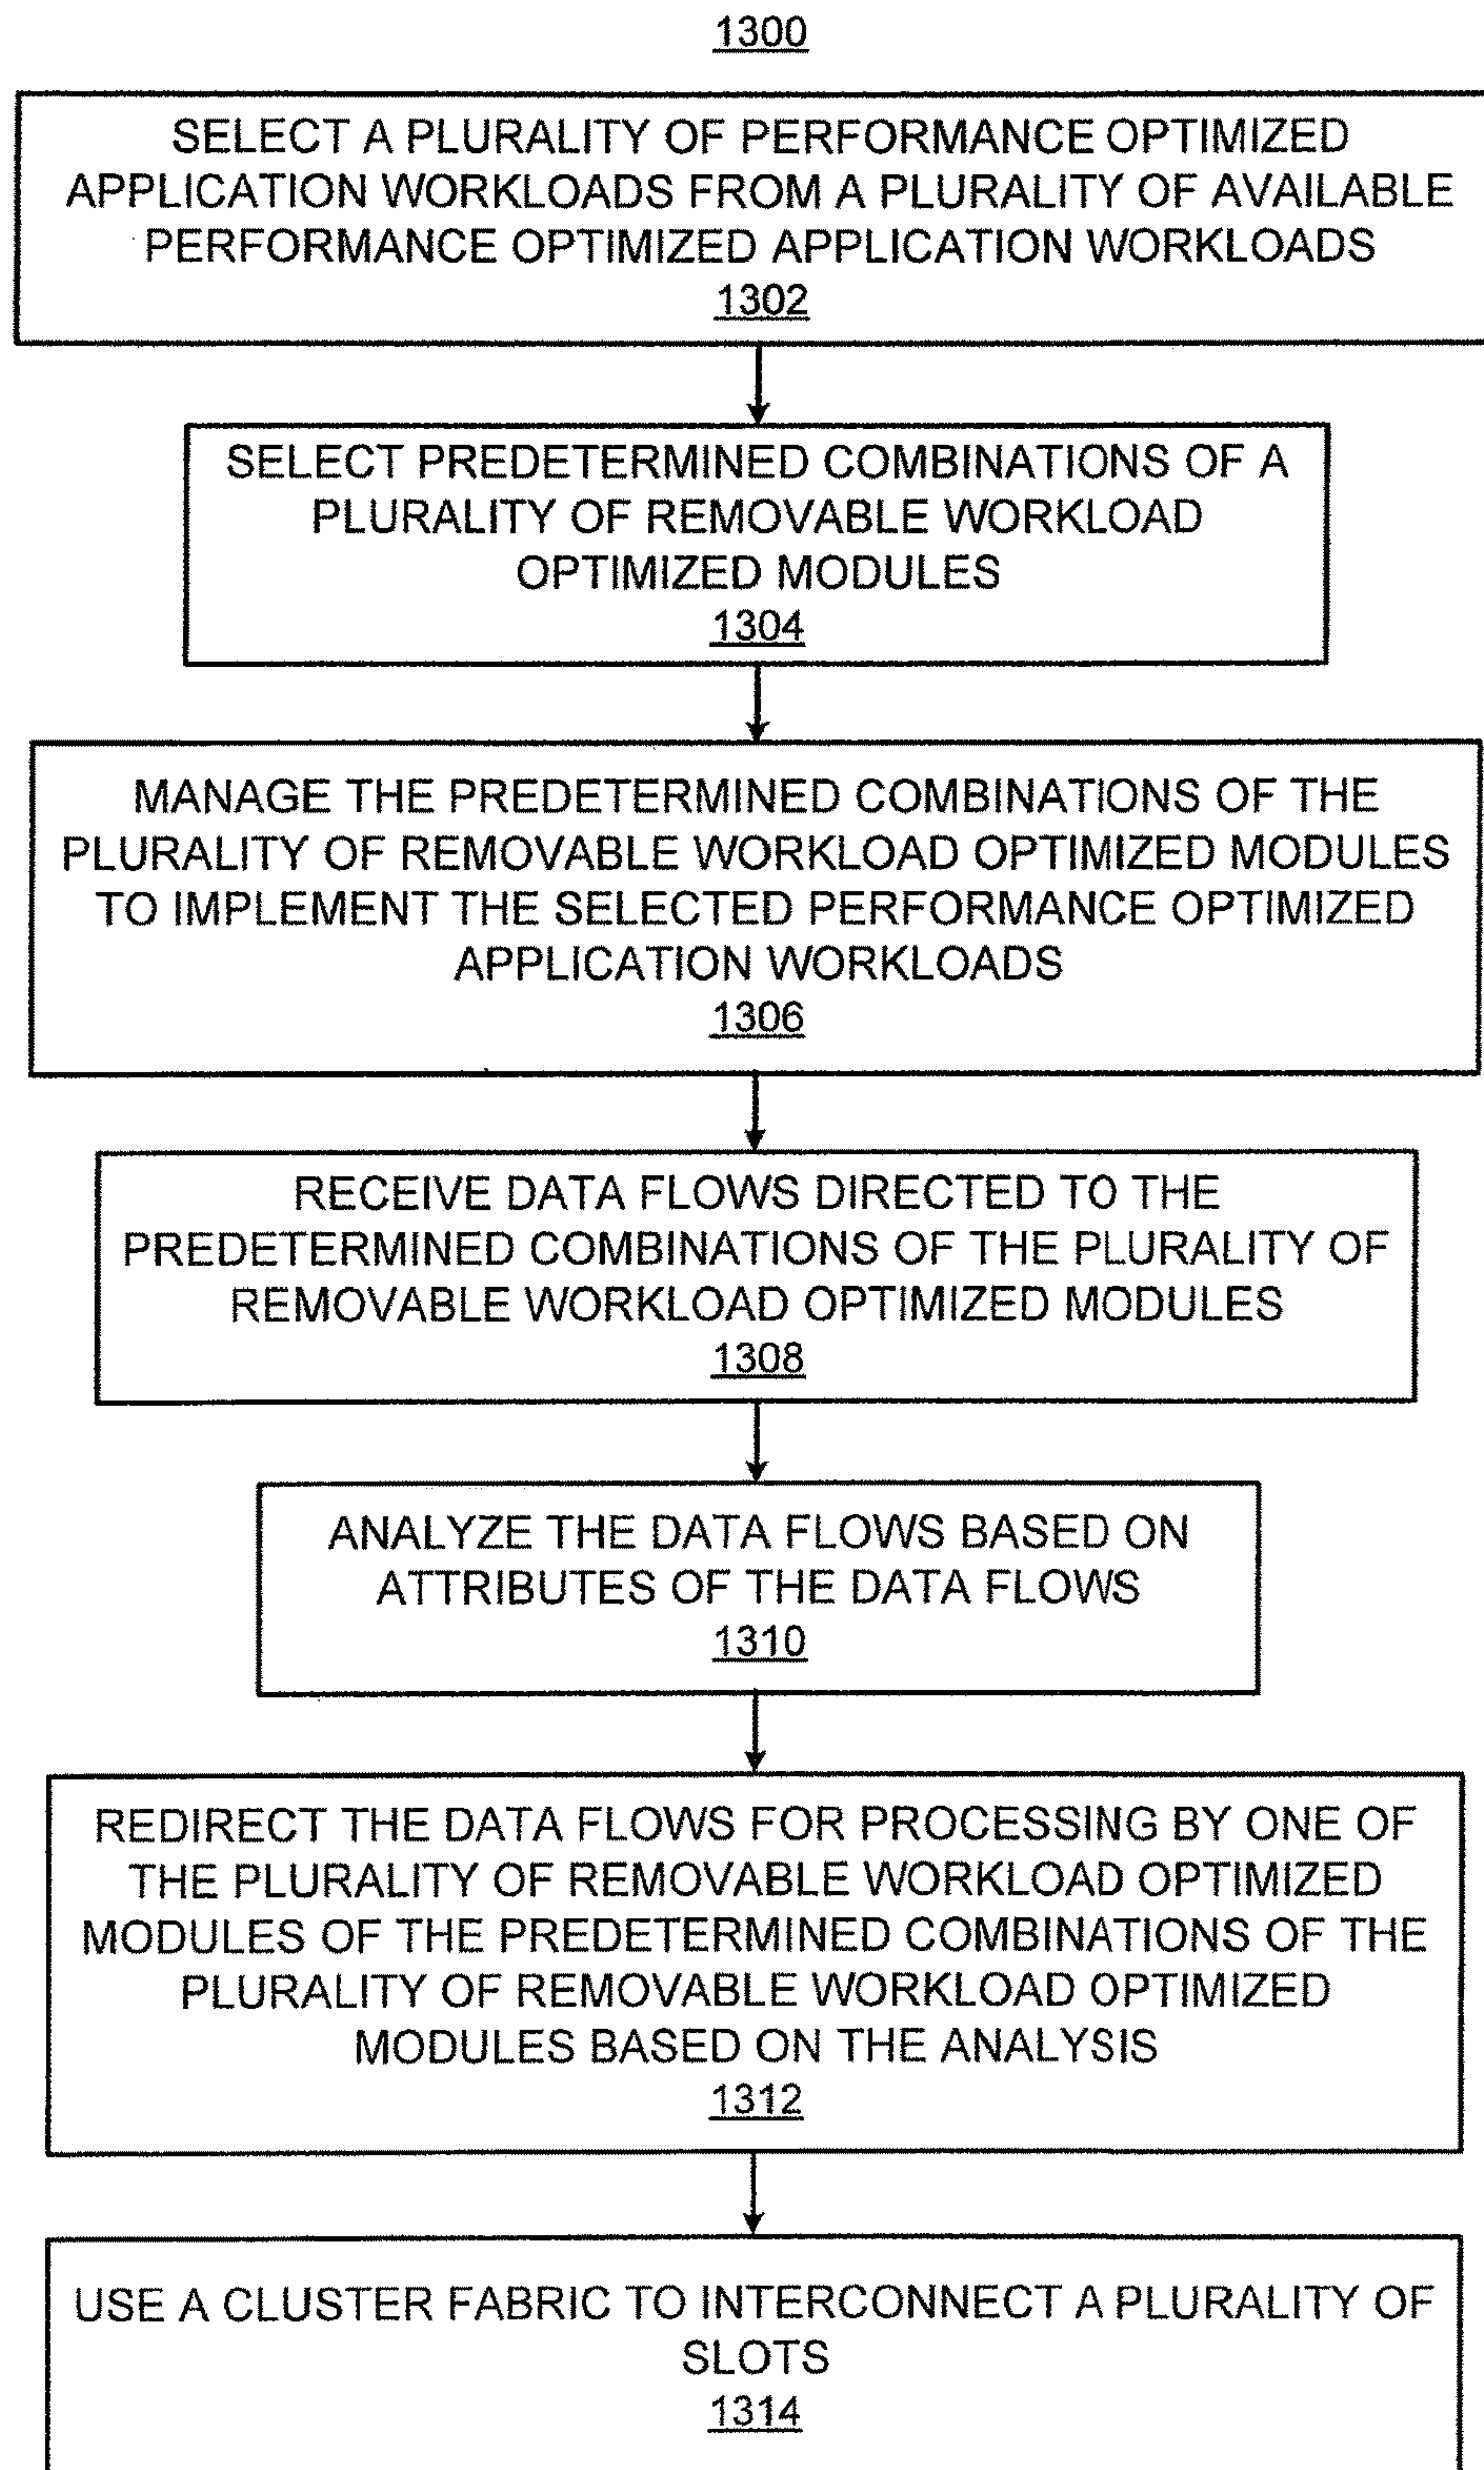 1300
SELECT A PLURALITY OF PERFORMANCE OPTIMIZED
APPLICATION WORKLOADS FROM A PLURALITY OF AVAILABLE
PERFORMANCE OPTIMIZED APPLICATION WORKLOADS
1302
SELECT PREDETERMINED COMBINATIONS OF A
PLURALITY OF REMOVABLE WORKLOAD
OPTIMIZED MODULES
1304
MANAGE THE PREDETERMINED COMBINATIONS OF THE
PLURALITY OF REMOVABLE WORKLOAD OPTIMIZED MODULES
TO IMPLEMENT THE SELECTED PERFORMANCE OPTIMIZED
APPLICATION WORKLOADS
1306
RECEIVE DATA FLOWS DIRECTED TO THE
PREDETERMINED COMBINATIONS OF THE PLURALITY OF
REMOVABLE WORKLOAD OPTIMIZED MODULES
1308
ANALYZE THE DATA FLOWS BASED ON
ATTRIBUTES OF THE DATA FLOWS
1310
REDIRECT THE DATA FLOWS FOR PROCESSING BY ONE OF
THE PLURALITY OF REMOVABLE WORKLOAD OPTIMIZED
MODULES OF THE PREDETERMINED COMBINATIONS OF THE
PLURALITY OF REMOVABLE WORKLOAD OPTIMIZED
MODULES BASED ON THE ANALYSIS
1312
USE A CLUSTER FABRIC TO INTERCONNECT A PLURALITY OF
SLOTS
1314